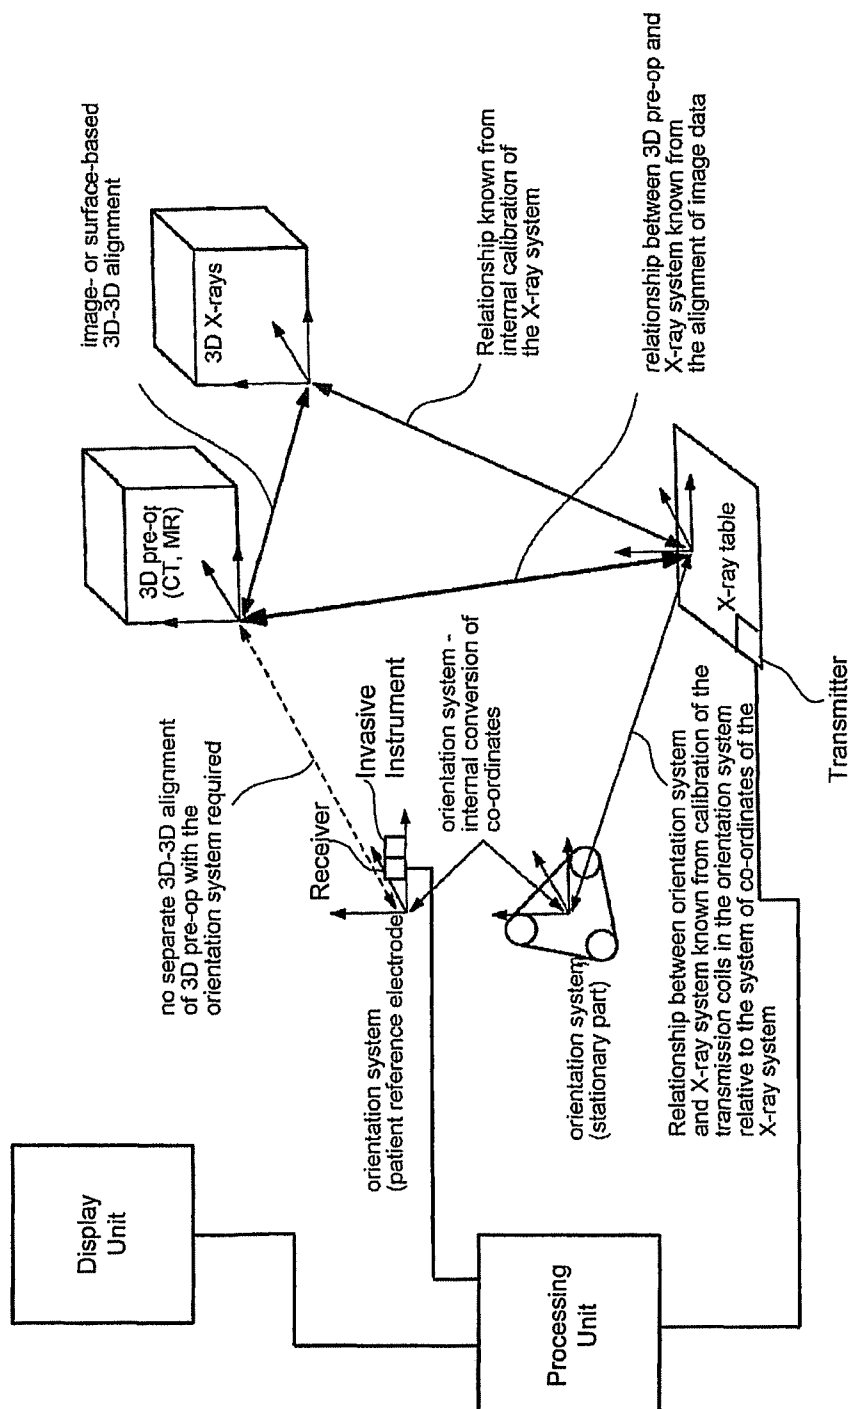 image- or surface-based
3D-3D alignment
3D X-rays
3D pre-op
(CT, MR)
Relationship known from
internal calibration of
the X-ray system
relationship between 3D pre-op and
X-ray system known from
the alignment of image data
no separate 3D-3D alignment
of 3D pre-op with the
orientation system required
Receiver
Invasive
Instrument
orientation system -
internal conversion of
co-ordinates
orientation system
(patient reference electrode
orientation system
(stationary part)
X-ray table
Transmitter
Relationship between orientation system
and X-ray system known from calibration of the
transmission coils in the orientation system
relative to the system of co-ordinates of the
X-ray system
Display
Unit
Processing
Unit